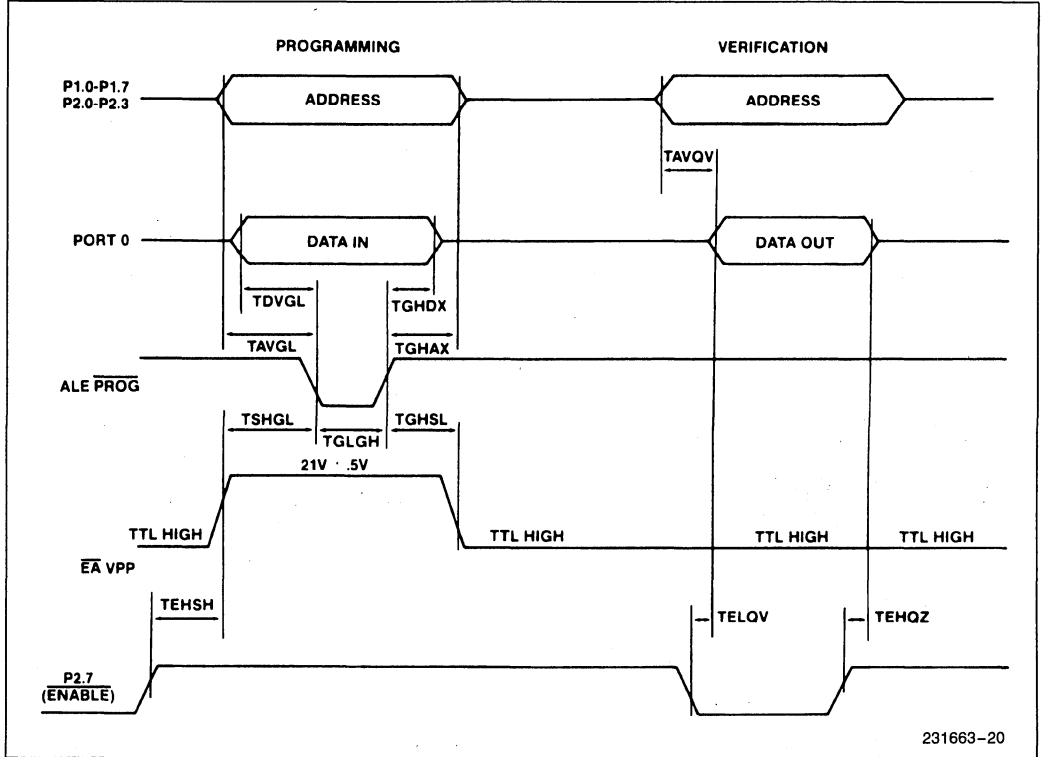 PROGRAMMING VERIFICATION
P1.0-P1.7
P2.0-P2.3
ADDRESS ADDRESS
TAVQV
PORT 0 DATA IN DATA OUT
TDVGL TGHDX
TAVGL TGHAX
ALE PROG
TSHGL TGLGH TGHSL
21V · .5V
TTL HIGH TTL HIGH TTL HIGH TTL HIGH
EA VPP
TEHSH TELQV TEHQZ
P2.7
(ENABLE)
231663-20